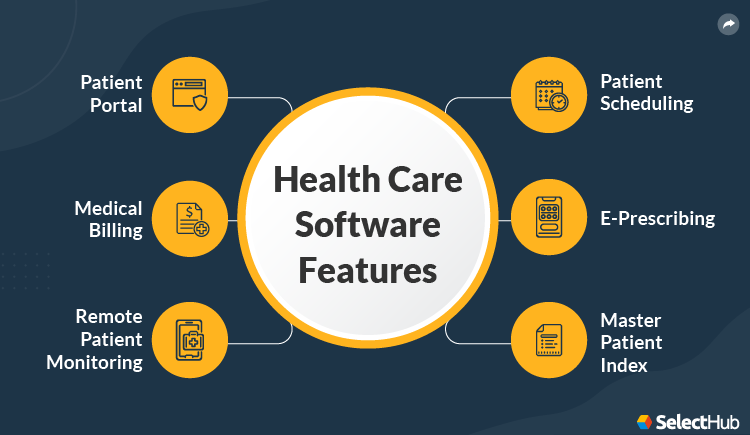 Health Care
Software
Features
Patient
Portal
Medical
Billing
Remote
Patient
Monitoring
Patient
Scheduling
E-Prescribing
Master
Patient
Index
$
SelectHub